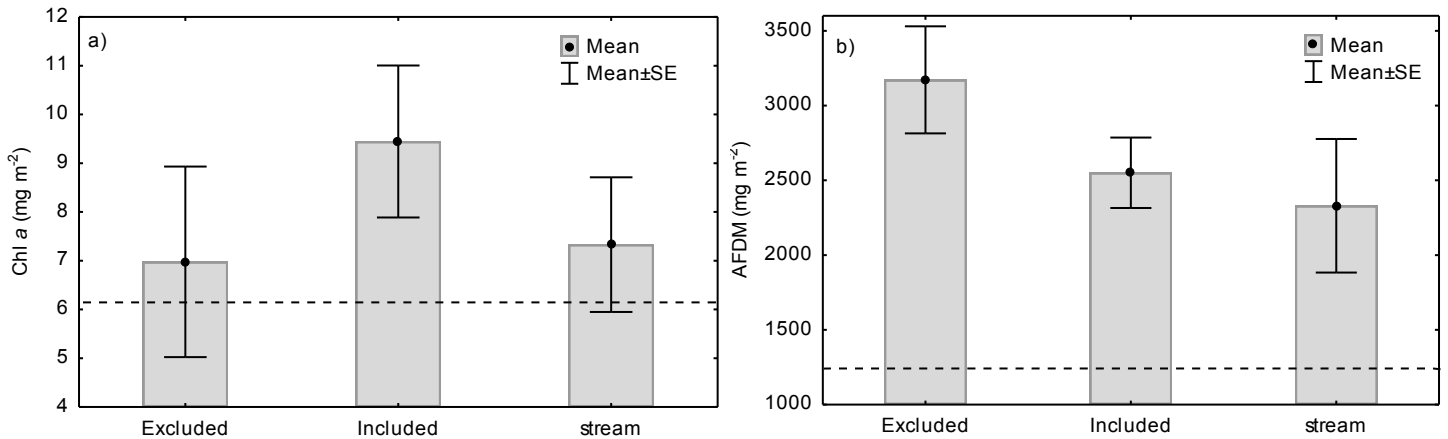 a)
Mean
Mean±SE
12
11
10
9
8
7
6
5
4
Chl a (mg m-2)
Excluded Included stream
b)
Mean
Mean±SE
3500
3000
2500
2000
1500
1000
AFDM (mg m-2)
Excluded Included stream